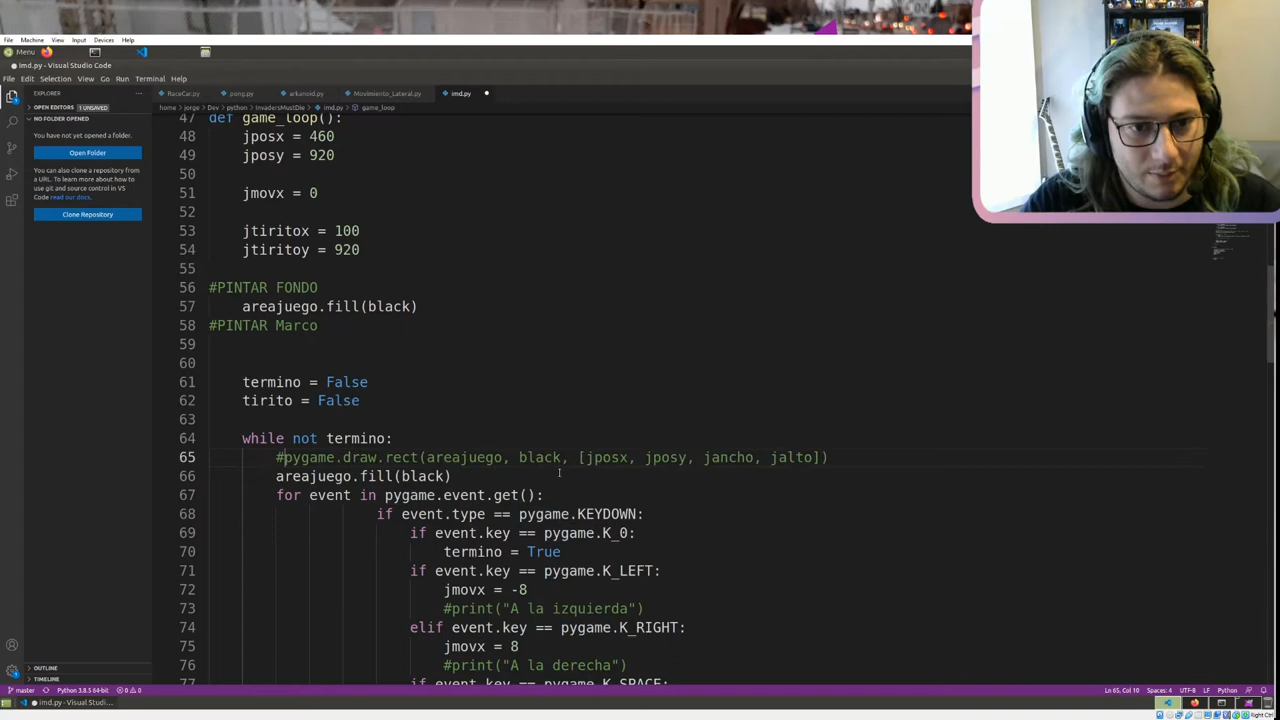 File Machine View Input Devices Help
Menu
imd.py - Visual Studio Code
File Edit Selection View Go Run Terminal Help
EXPLORER ···
RaceCar.py pong.py arkanoid.py Movimiento_Lateral.py imd.py
OPEN EDITORS 1 UNSAVED
home > jorge > Dev > python > InvadersMustDie > imd.py > game_loop
NO FOLDER OPENED
You have not yet opened a folder.
Open Folder
You can also clone a repository
from a URL. To learn more about how to
use git and source control in VS
Code read our docs.
Clone Repository
OUTLINE
TIMELINE
47 def game_loop():
48 jposx = 460
49 jposy = 920
50
51 jmovx = 0
52
53 jtiritox = 100
54 jtiritoy = 920
55
56 #PINTAR FONDO
57 areajuego.fill(black)
58 #PINTAR Marco
59
60
61 termino = False
62 tirito = False
63
64 while not termino:
65 #pygame.draw.rect(areajuego, black, [jposx, jposy, jancho, jalto])
66 areajuego.fill(black)
67 for event in pygame.event.get():
68 if event.type == pygame.KEYDOWN:
69 if event.key == pygame.K_0:
70 termino = True
71 if event.key == pygame.K_LEFT:
72 jmovx = -8
73 #print("A la izquierda")
74 elif event.key == pygame.K_RIGHT:
75 jmovx = 8
76 #print("A la derecha")
77 if event.key == pygame.K_SPACE:
master Python 3.8.5 64-bit 0 0 Ln 65, Col 10 Spaces: 4 UTF-8 LF Python
imd.py - Visual Studi...
Right Ctrl